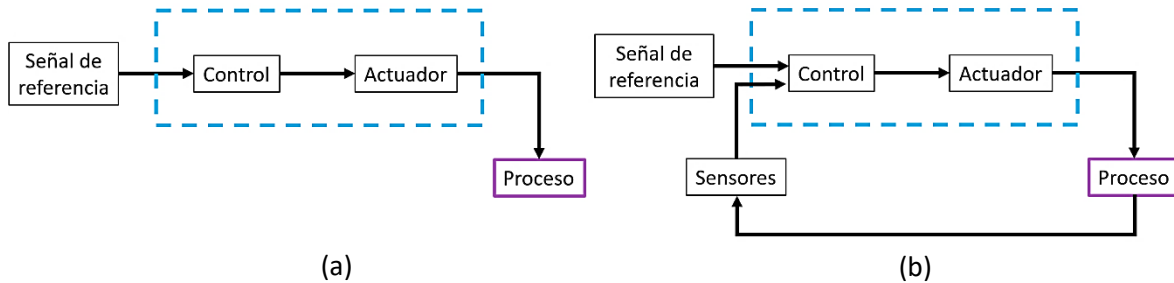 Señal de
referencia
Control
Actuador
Proceso
(a)
Señal de
referencia
Control
Actuador
Sensores
Proceso
(b)